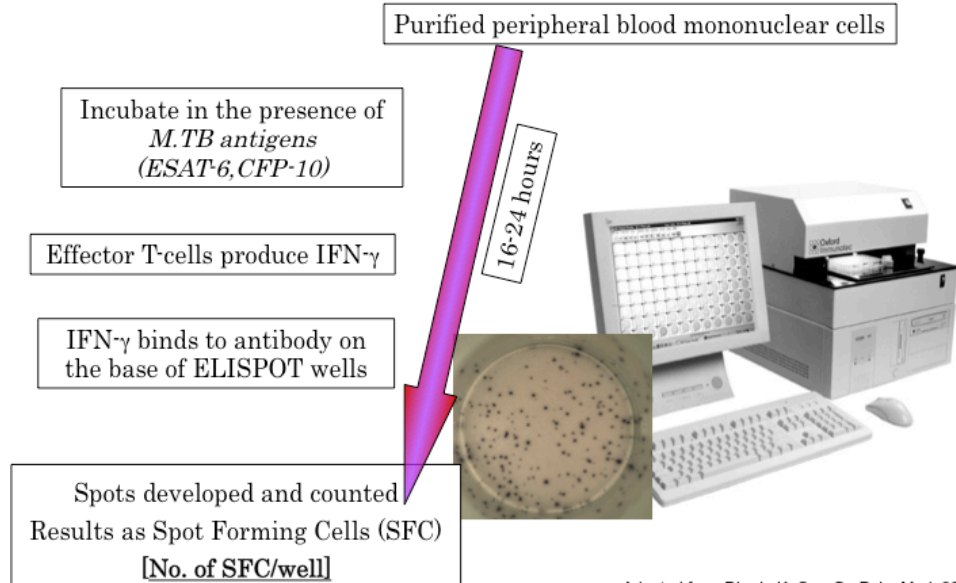 Purified peripheral blood mononuclear cells
Incubate in the presence of
M.TB antigens
(ESAT-6,CFP-10)
16-24 hours
Effector T-cells produce IFN-γ
IFN-γ binds to antibody on
the base of ELISPOT wells
Oxford
Immunotec
Spots developed and counted
Results as Spot Forming Cells (SFC)
[No. of SFC/well]